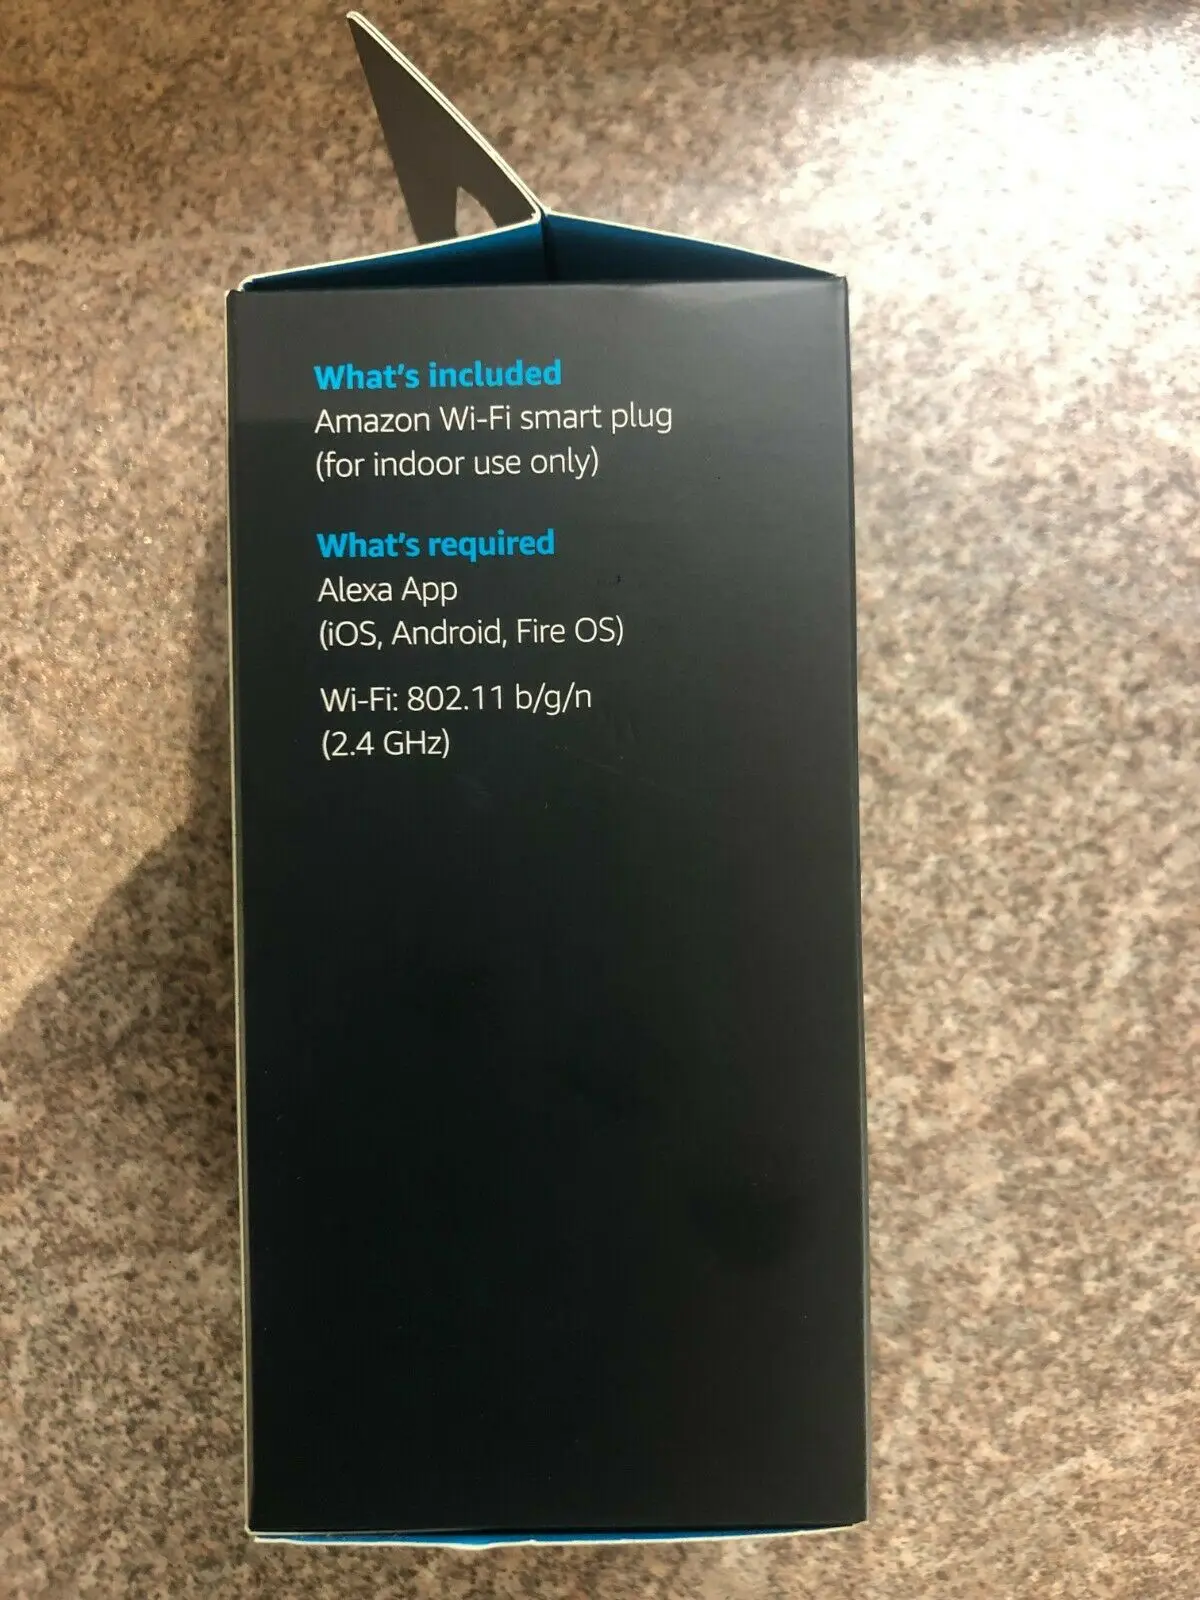 What's included
Amazon Wi-Fi smart plug
(for indoor use only)
What's required
Alexa App
(iOS, Android, Fire OS)
Wi-Fi: 802.11 b/g/n
(2.4 GHz)